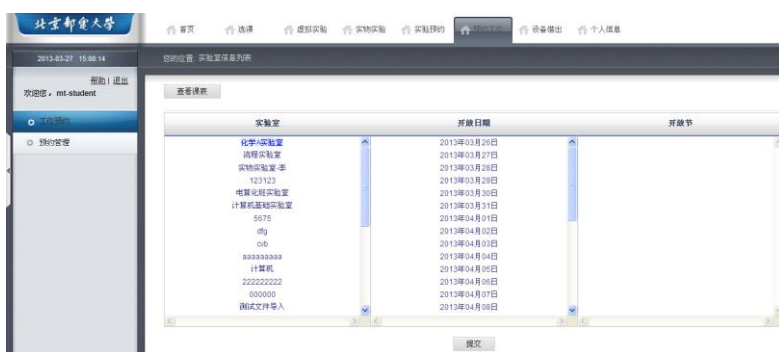 北京邮电大学
首页 选课 虚拟实验 实物实验 实验预约 设备借出 个人信息
2013-03-27 15:00:14
您的位置:实验室信息列表
帮助 | 退出
欢迎您,mt-student
查看课表
工位预约
预约管理
实验室 开放日期 开放节
化学A实验室 2013年03月26日
流程实验室 2013年03月27日
实物实验室-李 2013年03月28日
123123 2013年03月29日
电算化班实验室 2013年03月30日
计算机基础实验室 2013年03月31日
5675 2013年04月01日
dfg 2013年04月02日
cvb 2013年04月03日
aaaaaaaaa 2013年04月04日
计算机 2013年04月05日
222222222 2013年04月06日
000000 2013年04月07日
测试文件导入 2013年04月08日
提交